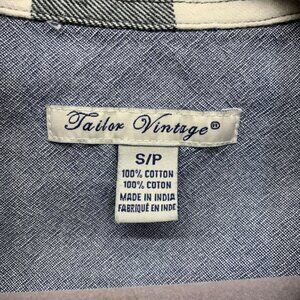 Tailor Vintage®
S/P
100% COTTON
100% COTON
MADE IN INDIA
FABRIQUÉ EN INDE